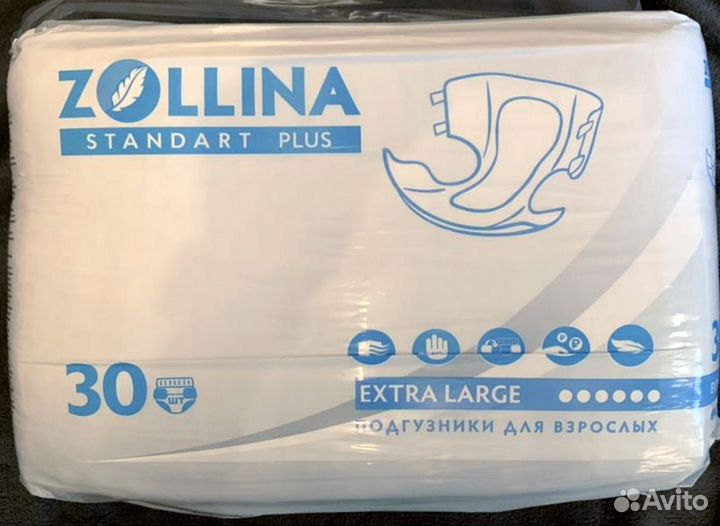 ZOLLINA
STANDART PLUS
30 ШТ
EXTRA LARGE
ПОДГУЗНИКИ ДЛЯ ВЗРОСЛЫХ
Avito